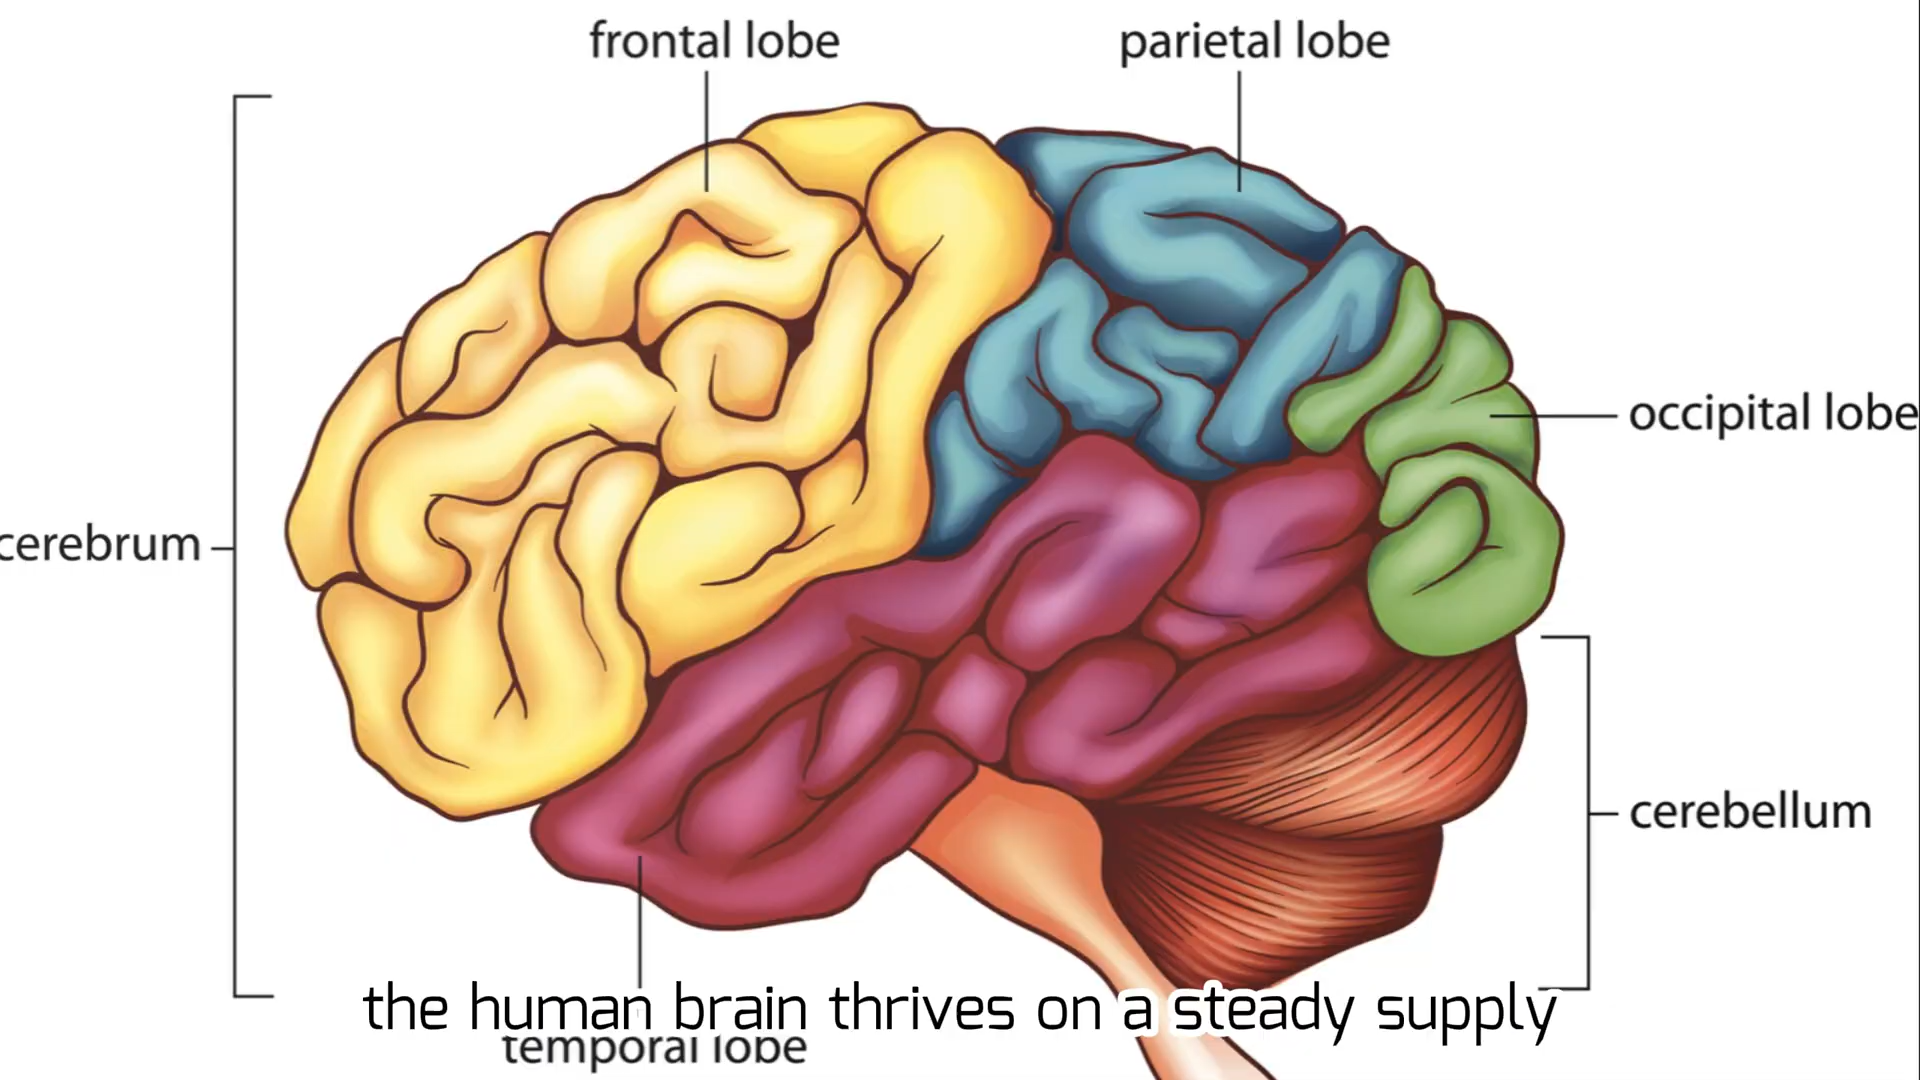 frontal lobe
parietal lobe
occipital lobe
cerebrum
cerebellum
the human brain thrives on a steady supply
temporal lobe